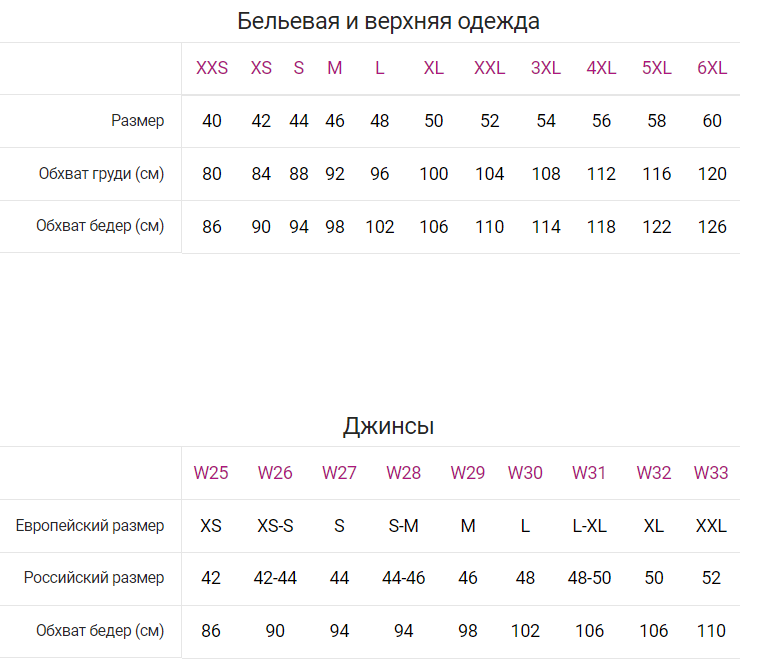 Бельевая и верхняя одежда
XXS XS S M L XL XXL 3XL 4XL 5XL 6XL
Размер 40 42 44 46 48 50 52 54 56 58 60
Обхват груди (см) 80 84 88 92 96 100 104 108 112 116 120
Обхват бедер (см) 86 90 94 98 102 106 110 114 118 122 126
Джинсы
W25 W26 W27 W28 W29 W30 W31 W32 W33
Европейский размер XS XS-S S S-M M L L-XL XL XXL
Российский размер 42 42-44 44 44-46 46 48 48-50 50 52
Обхват бедер (см) 86 90 94 94 98 102 106 106 110